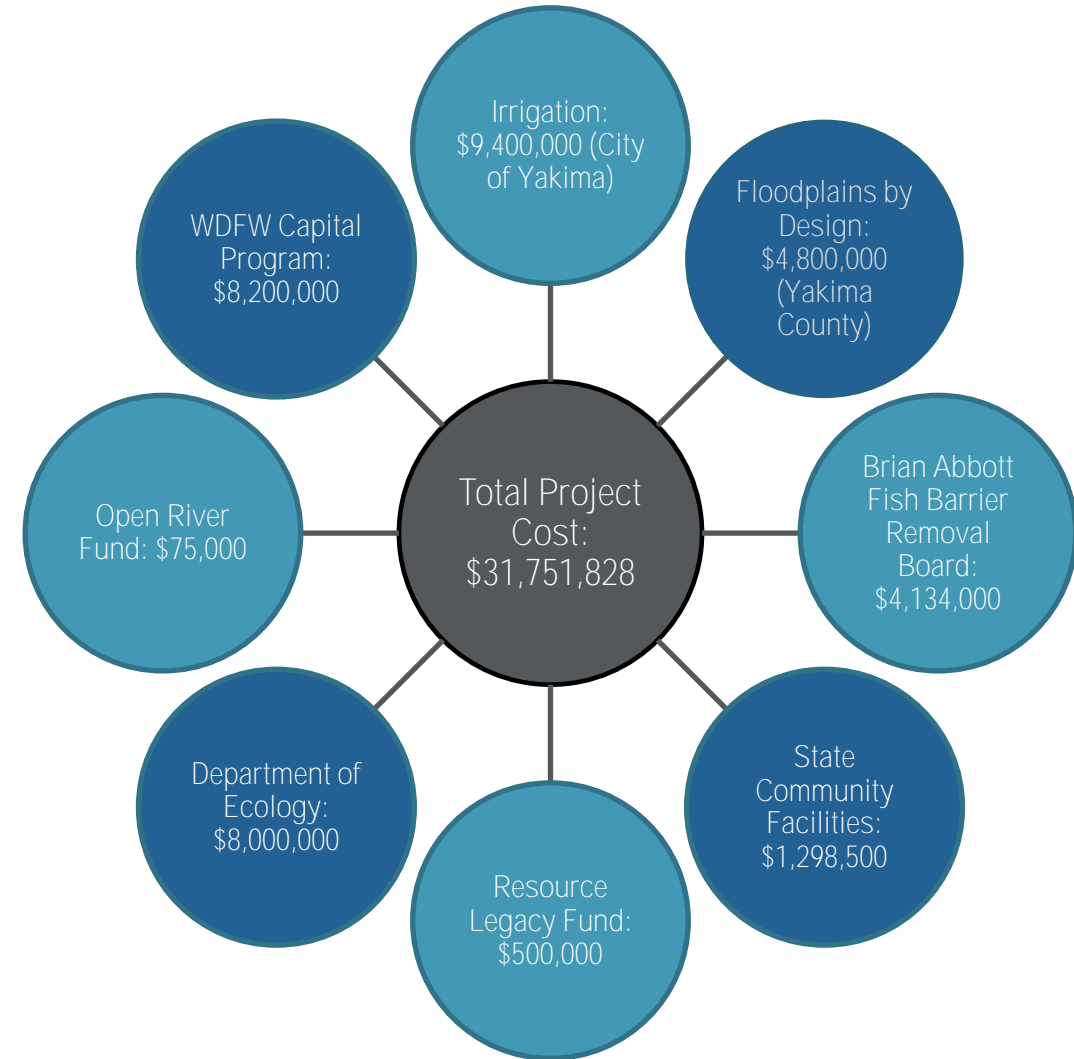 Irrigation:
$9,400,000 (City
of Yakima)
Floodplains by
Design:
$4,800,000
(Yakima
County)
Brian Abbott
Fish Barrier
Removal
Board:
$4,134,000
State
Community
Facilities:
$1,298,500
Resource
Legacy Fund:
$500,000
Department of
Ecology:
$8,000,000
Open River
Fund: $75,000
WDFW Capital
Program:
$8,200,000
Total Project
Cost:
$31,751,828